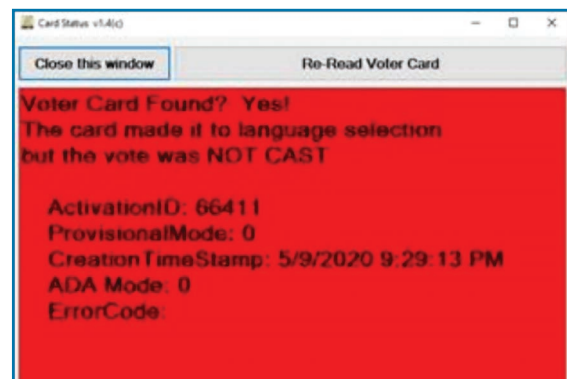 Card Status v1.4(c)
Close this window
Re-Read Voter Card
Voter Card Found? Yes!
The card made it to language selection
but the vote was NOT CAST
ActivationID: 66411
ProvisionalMode: 0
CreationTimeStamp: 5/9/2020 9:29:13 PM
ADA Mode: 0
ErrorCode: